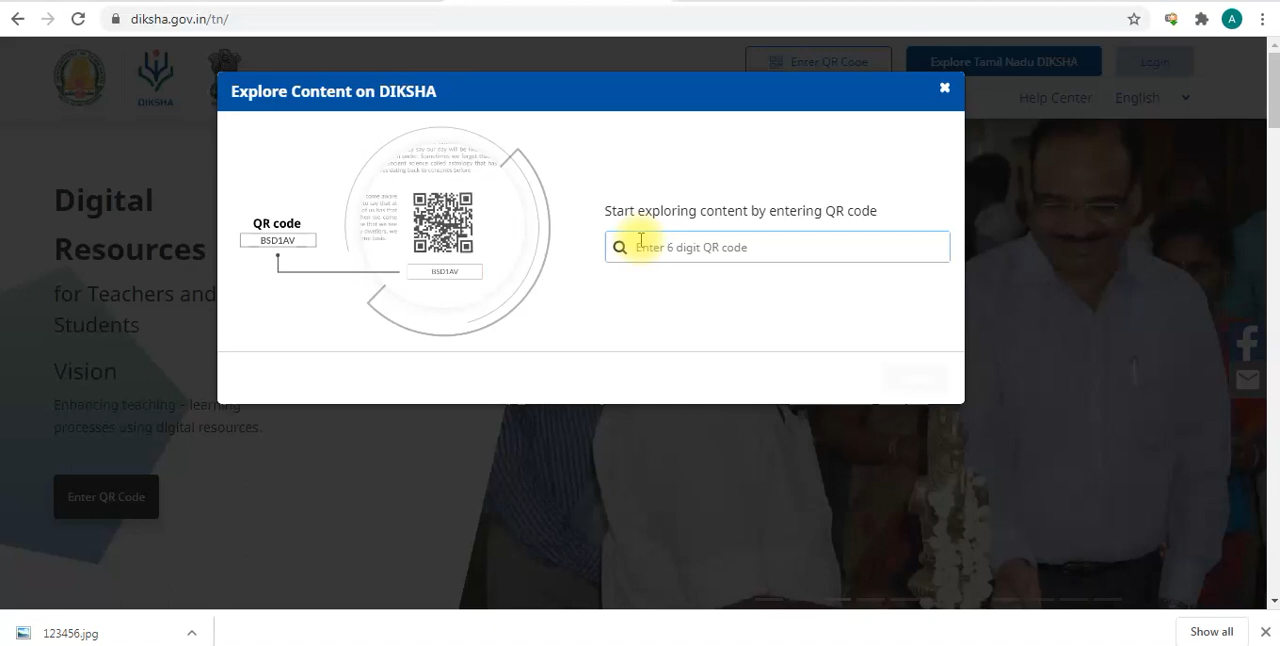 diksha.gov.in/tn/
A
DIKSHA
Enter QR Code
Explore Tamil Nadu DIKSHA
Login
Help Center
English
Explore Content on DIKSHA
QR code
BSD1AV
BSD1AV
Start exploring content by entering QR code
Enter 6 digit QR code
Digital
Resources
for Teachers and
Students
Vision
Enhancing teaching – learning
processes using digital resources.
Enter QR Code
123456.jpg
Show all